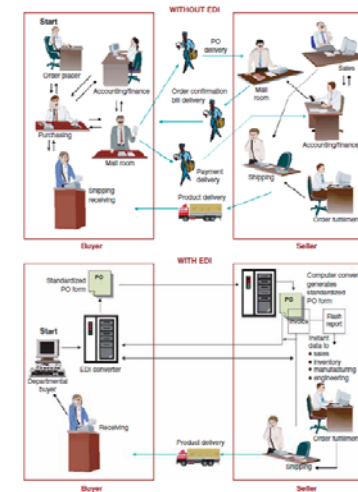 WITHOUT EDI
Start
Order placer
Accounting/finance
Purchasing
Mail room
Shipping
receiving
Buyer
PO
delivery
Order confirmation
bill delivery
Payment
delivery
Product delivery
Sales
Mail
room
Accounting/finance
Shipping
Order fulfillment
Seller
WITH EDI
Standardized
PO form
PO
Start
Departmental
buyer
EDI converter
Receiving
Buyer
Product delivery
Computer
generates
standardized
PO form
PO
Invoice
Flash
report
Instant
data to
• sales
• inventory
• manufacturing
• engineering
Order fulfillment
Shipping
Seller